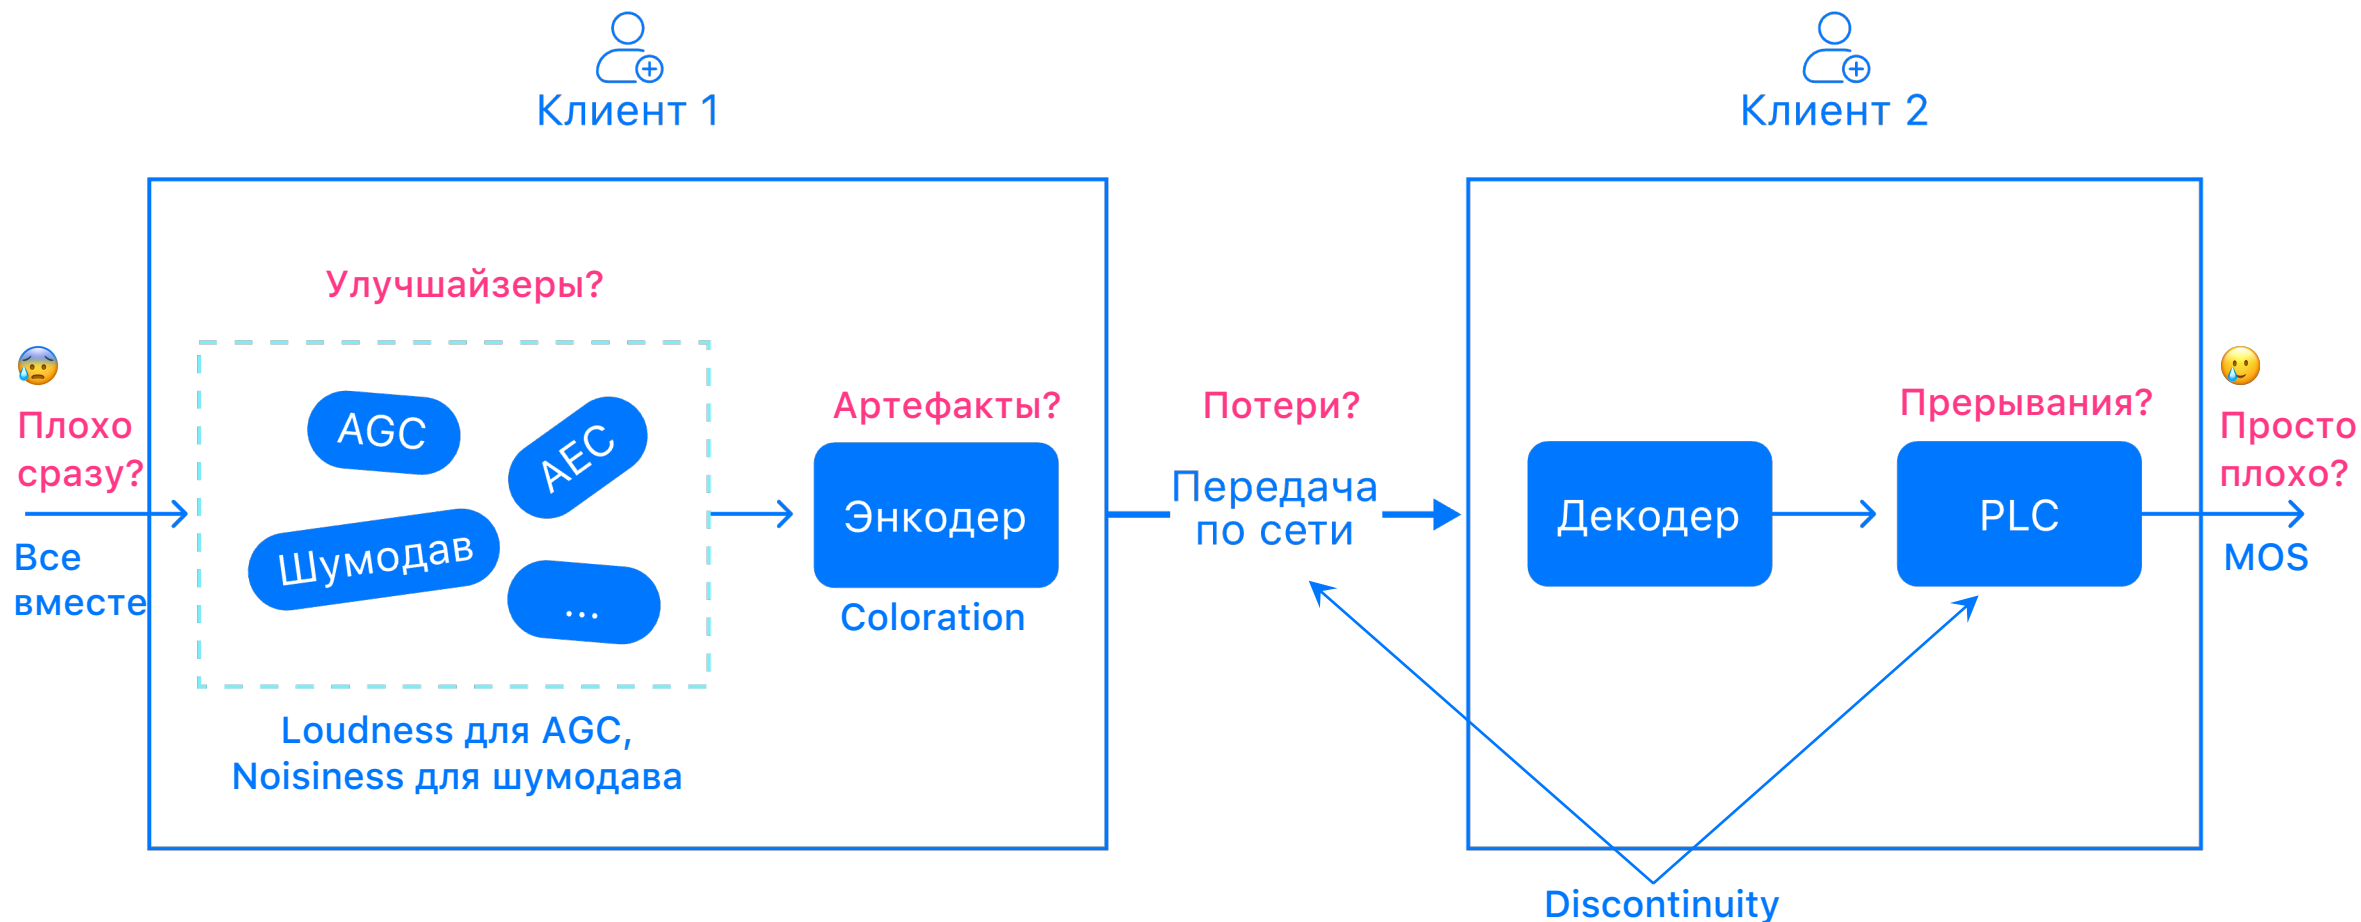 Клиент 1
Клиент 2
Плохо
сразу?
Все
вместе
Улучшайзеры?
AGC
AEC
Шумодав
...
Loudness для AGC,
Noisiness для шумодава
Артефакты?
Энкодер
Coloration
Потери?
Передача
по сети
Декодер
Прерывания?
PLC
Discontinuity
Просто
плохо?
MOS